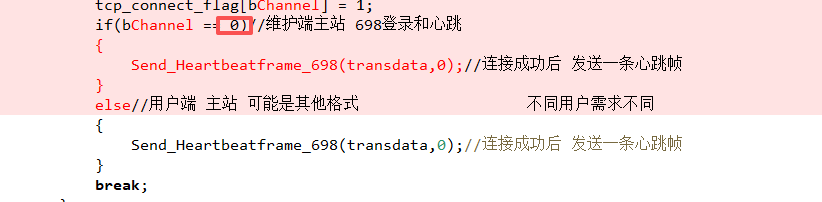 tcp_connect_flag[bChannel] = 1;
if(bChannel == 0)//维护端主站 698登录和心跳
{
Send_Heartbeatframe_698(transdata,0);//连接成功后 发送一条心跳帧
}
else//用户端 主站 可能是其他格式 不同用户需求不同
{
Send_Heartbeatframe_698(transdata,0);//连接成功后 发送一条心跳帧
}
break;